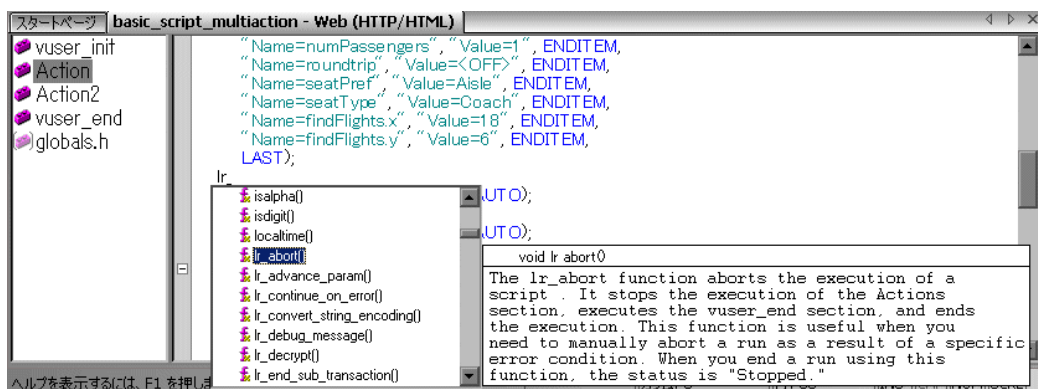 スタートページ basic_script_multiaction - Web (HTTP/HTML)
vuser_init
Action
Action2
vuser_end
globals.h
"Name=numPassengers", "Value=1", ENDITEM,
"Name=roundtrip", "Value=<OFF>", ENDITEM,
"Name=seatPref", "Value=Aisle", ENDITEM,
"Name=seatType", "Value=Coach", ENDITEM,
"Name=findFlights.x", "Value=18", ENDITEM,
"Name=findFlights.y", "Value=6", ENDITEM,
LAST);
lr_
AUTO);
AUTO);
isalpha()
isdigit()
localtime()
lr_abort()
lr_advance_param()
lr_continue_on_error()
lr_convert_string_encoding()
lr_debug_message()
lr_decrypt()
lr_end_sub_transaction()
void lr abort()
The lr_abort function aborts the execution of a
script . It stops the execution of the Actions
section, executes the vuser_end section, and ends
the execution. This function is useful when you
need to manually abort a run as a result of a specific
error condition. When you end a run using this
function, the status is "Stopped."
ヘルプを表示するには、F1 を押しま